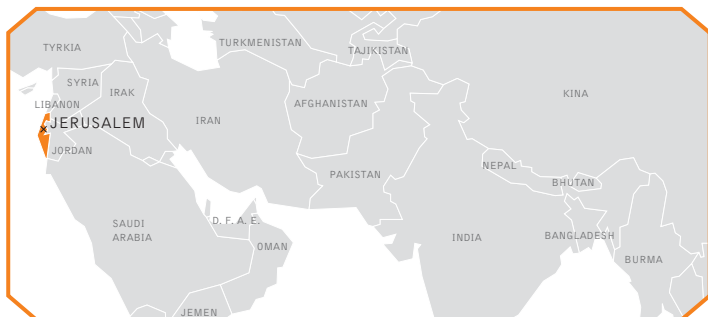 TYRKIA
TURKMENISTAN
TAJIKISTAN
SYRIA
IRAK
KINA
LIBANON
AFGHANISTAN
IRAN
JERUSALEM
JORDAN
NEPAL
PAKISTAN
BHUTAN
SAUDI
ARABIA
D. F. A. E.
INDIA
BANGLADESH
OMAN
BURMA
JEMEN